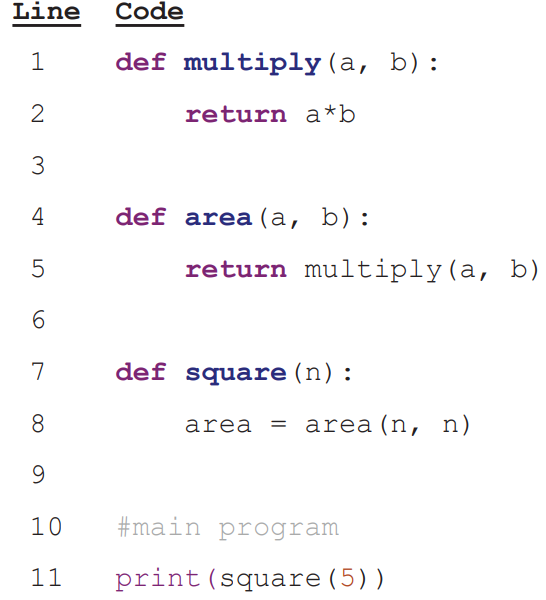 Line Code
1 def multiply(a, b):
2     return a*b
3
4 def area(a, b):
5     return multiply(a, b)
6
7 def square(n):
8     area = area(n, n)
9
10 #main program
11 print(square(5))